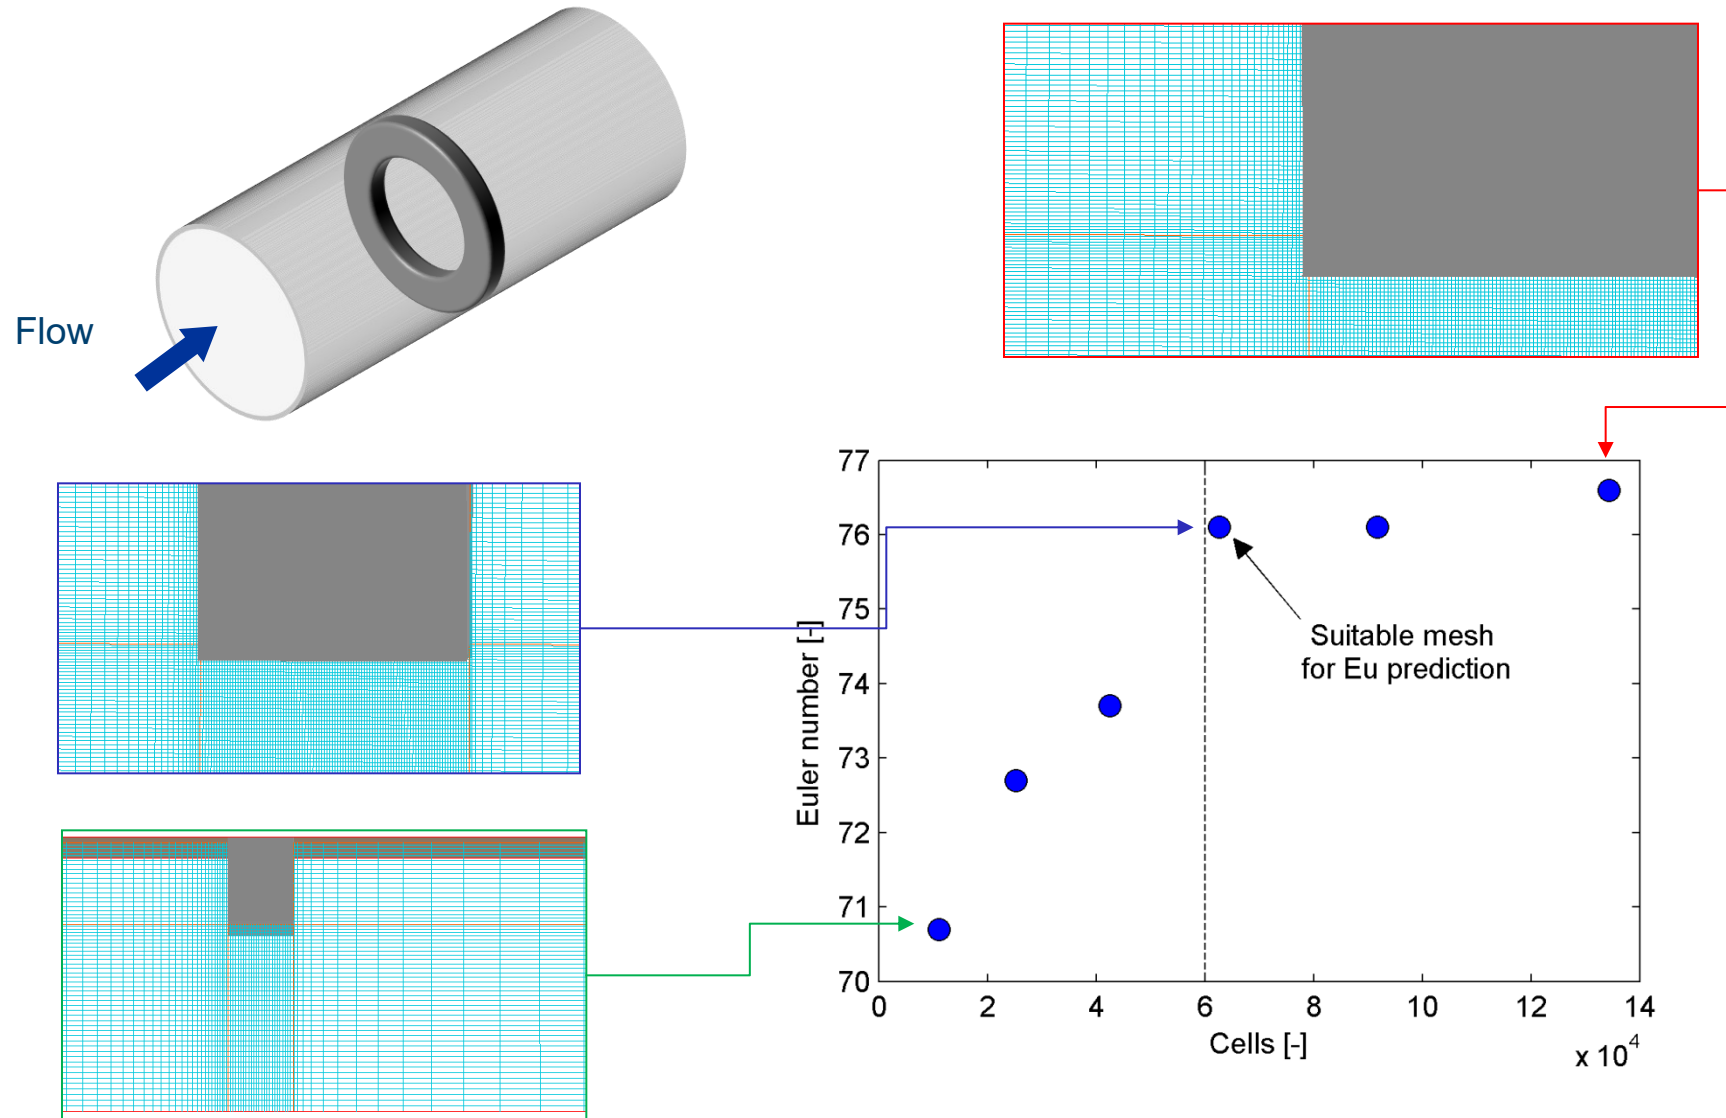 Flow
77
76
75
74
73
72
71
70
Euler number [-]
Suitable mesh
for Eu prediction
0 2 4 6 8 10 12 14
Cells [-]
x 10^4